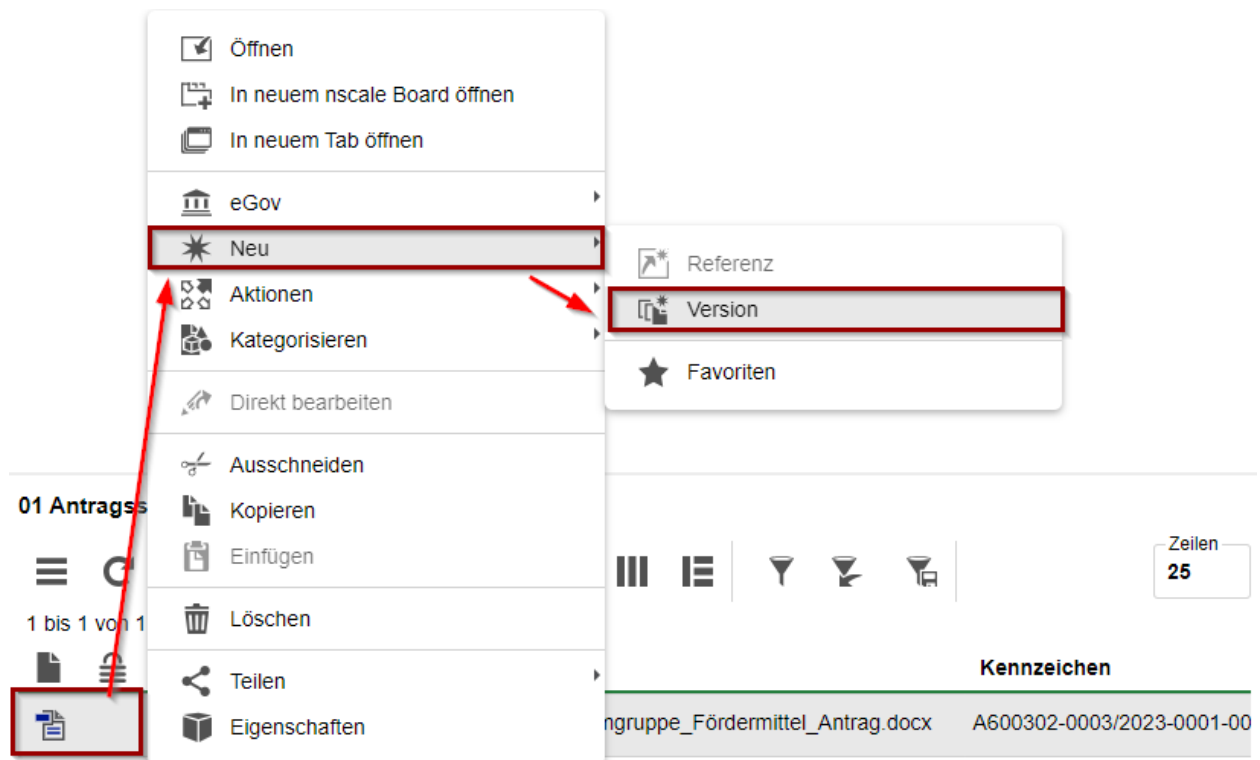 Öffnen
In neuem nscale Board öffnen
In neuem Tab öffnen
eGov
Neu
Aktionen
Kategorisieren
Direkt bearbeiten
Ausschneiden
Kopieren
Einfügen
Löschen
Teilen
Eigenschaften
Referenz
Version
Favoriten
01 Antragss
Zeilen
25
1 bis 1 von 1
Kennzeichen
mgruppe_Fördermittel_Antrag.docx A600302-0003/2023-0001-00